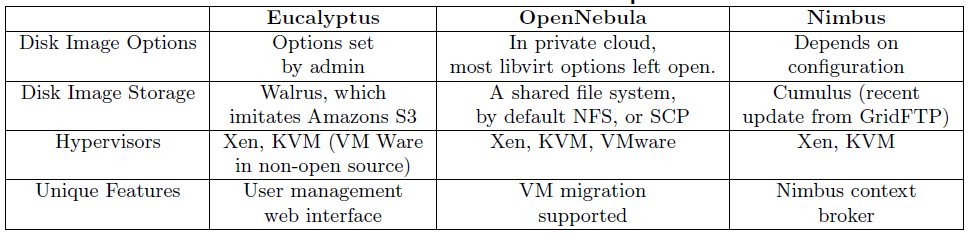 Eucalyptus OpenNebula Nimbus
Disk Image Options Options set In private cloud, Depends on
by admin most libvirt options left open. configuration
Disk Image Storage Walrus, which A shared file system, Cumulus (recent
imitates Amazons S3 by default NFS, or SCP update from GridFTP)
Hypervisors Xen, KVM (VM Ware Xen, KVM, VMware Xen, KVM
in non-open source)
Unique Features User management VM migration Nimbus context
web interface supported broker